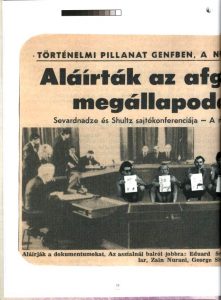 TÖRTÉNELMI PILLANAT GENFBEN, A
Aláírták az afg
megállapod
Sevardnadze és Shultz sajtókonferenciája – A
Aláírják a dokumentumokat. Az asztalnál balról jobbra: Eduard
lar, Zain Nurani, George